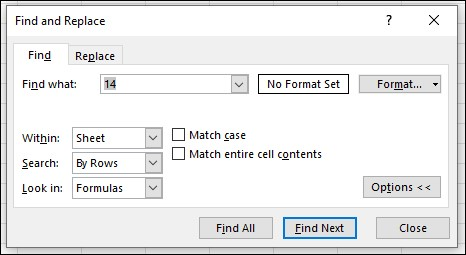 Find and Replace ? ×
Find Replace
Find what: 14 No Format Set Format...
Within: Sheet Match case
Search: By Rows Match entire cell contents
Look in: Formulas Options <<
Find All Find Next Close